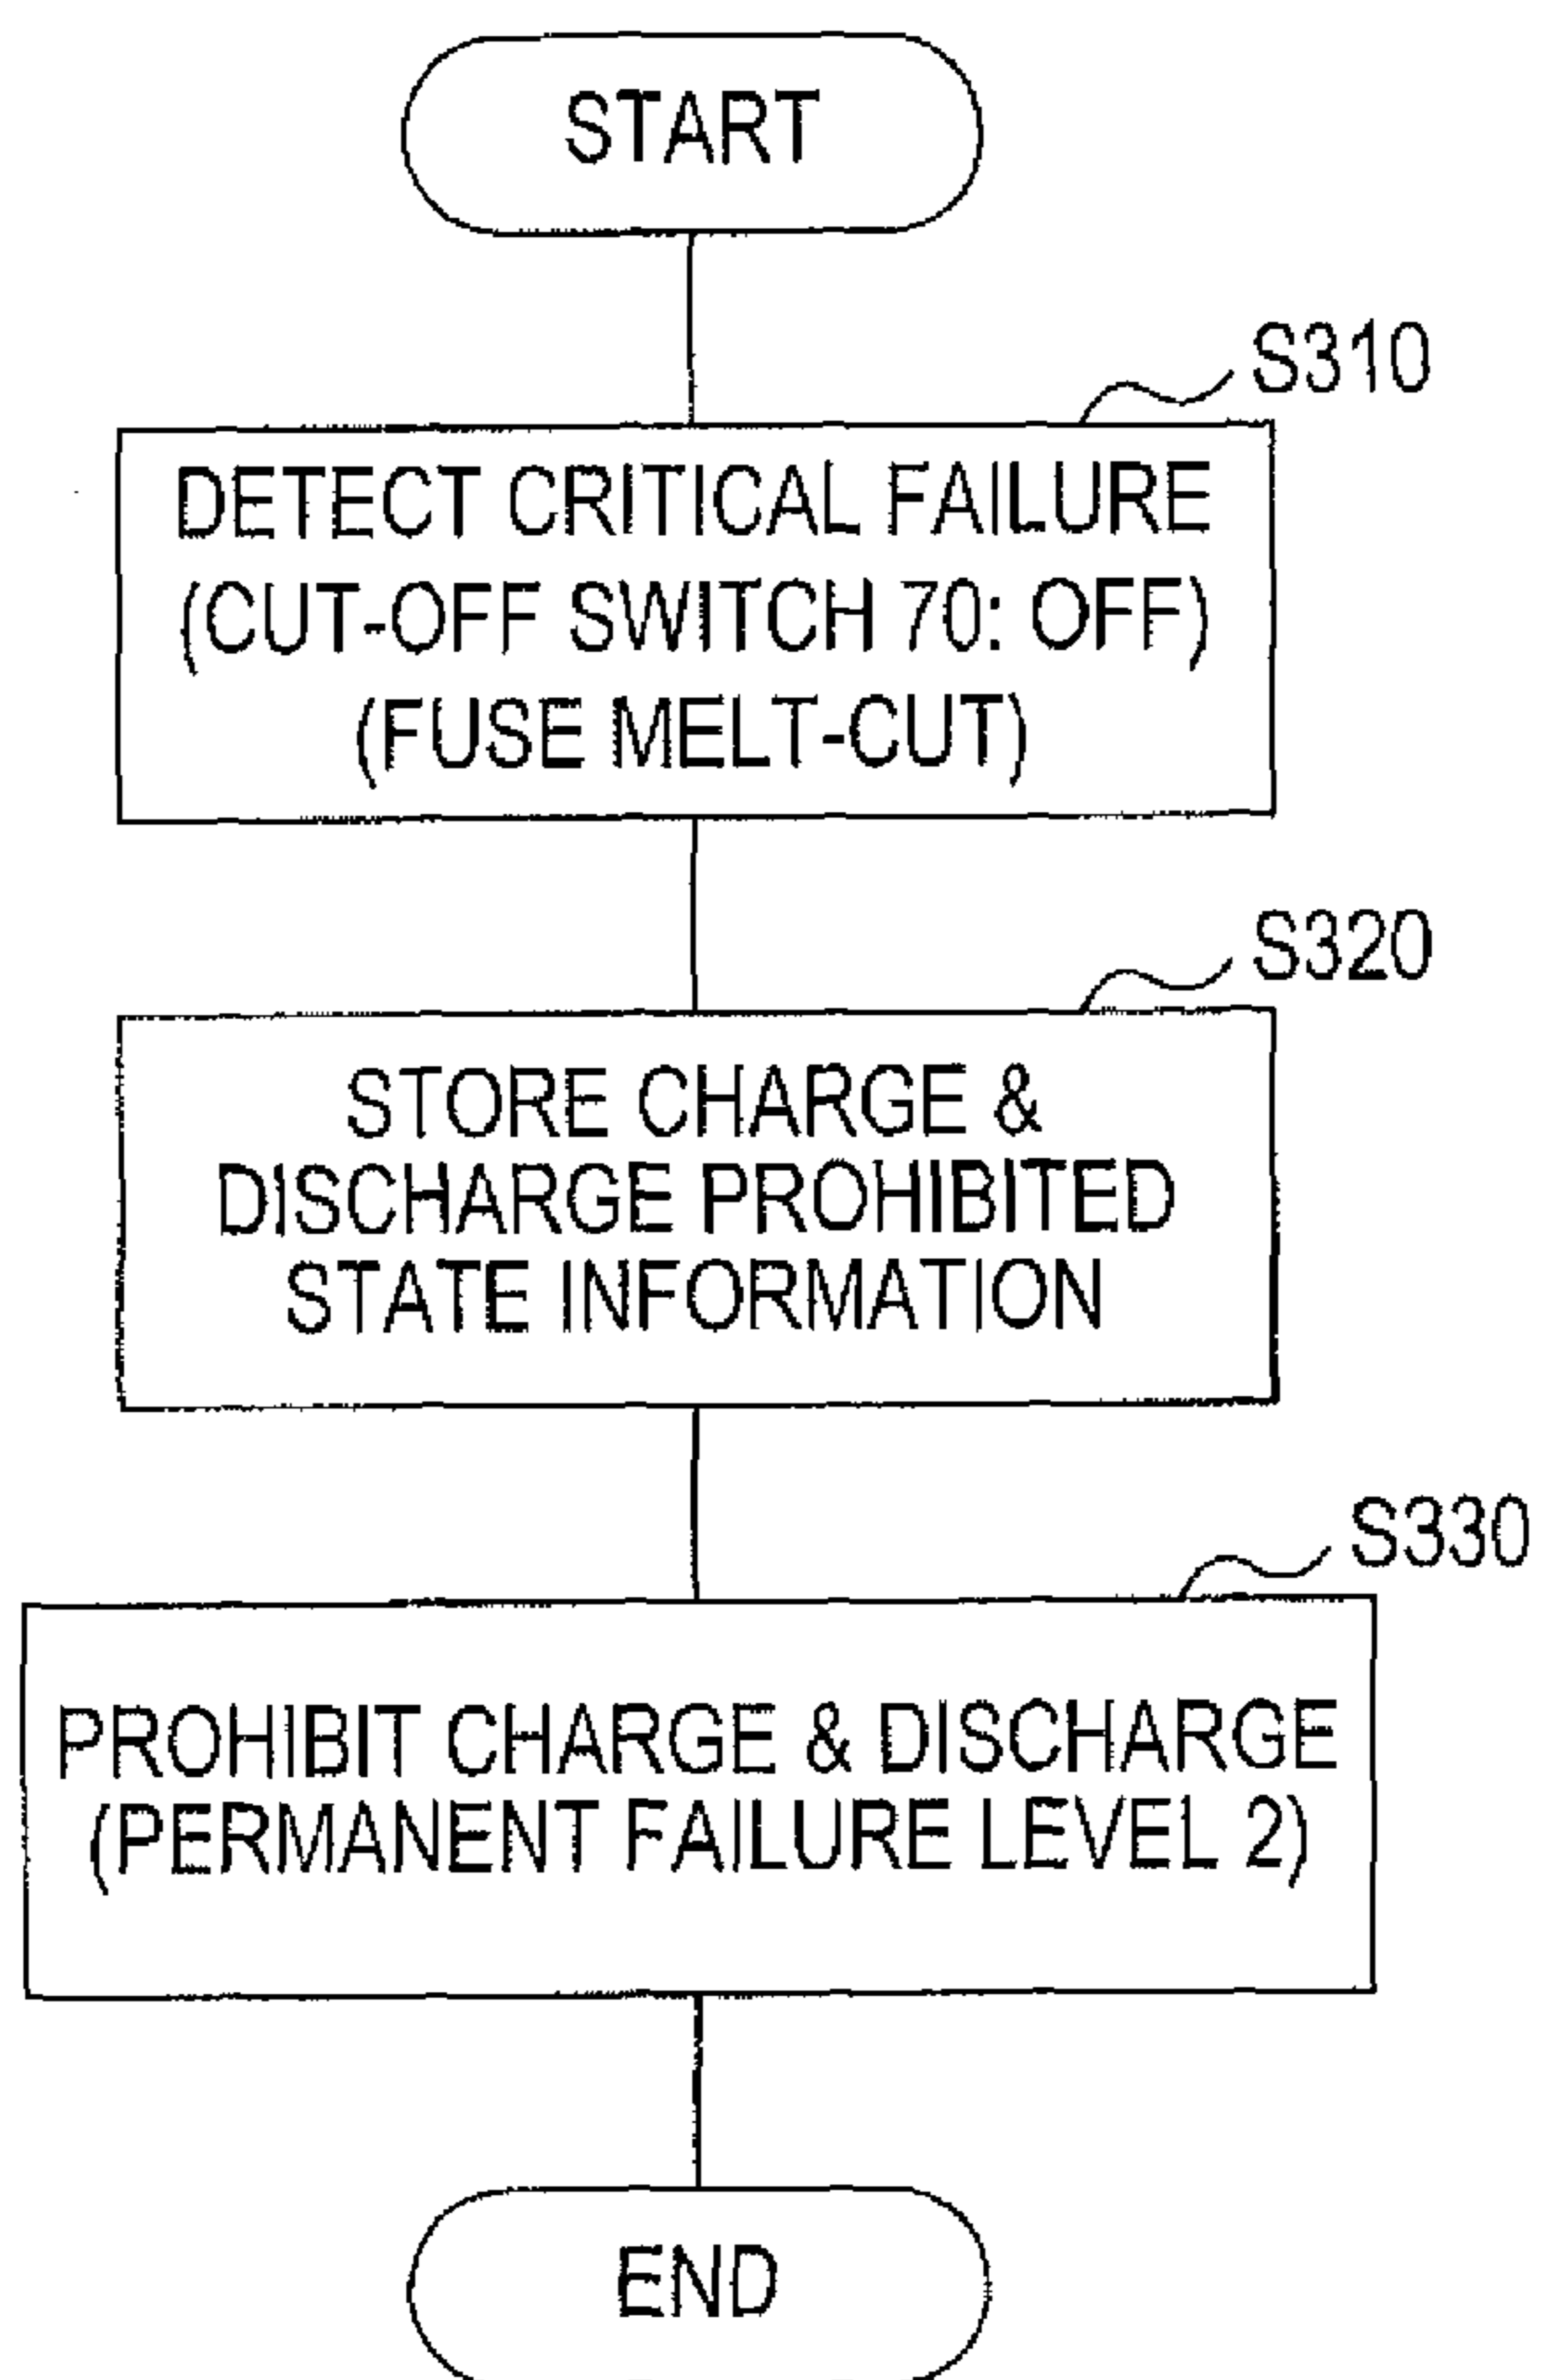 START
S310
DETECT CRITICAL FAILURE
(CUT-OFF SWITCH 70: OFF)
(FUSE MELT-CUT)
S320
STORE CHARGE &
DISCHARGE PROHIBITED
STATE INFORMATION
S330
PROHIBIT CHARGE & DISCHARGE
(PERMANENT FAILURE LEVEL 2)
END